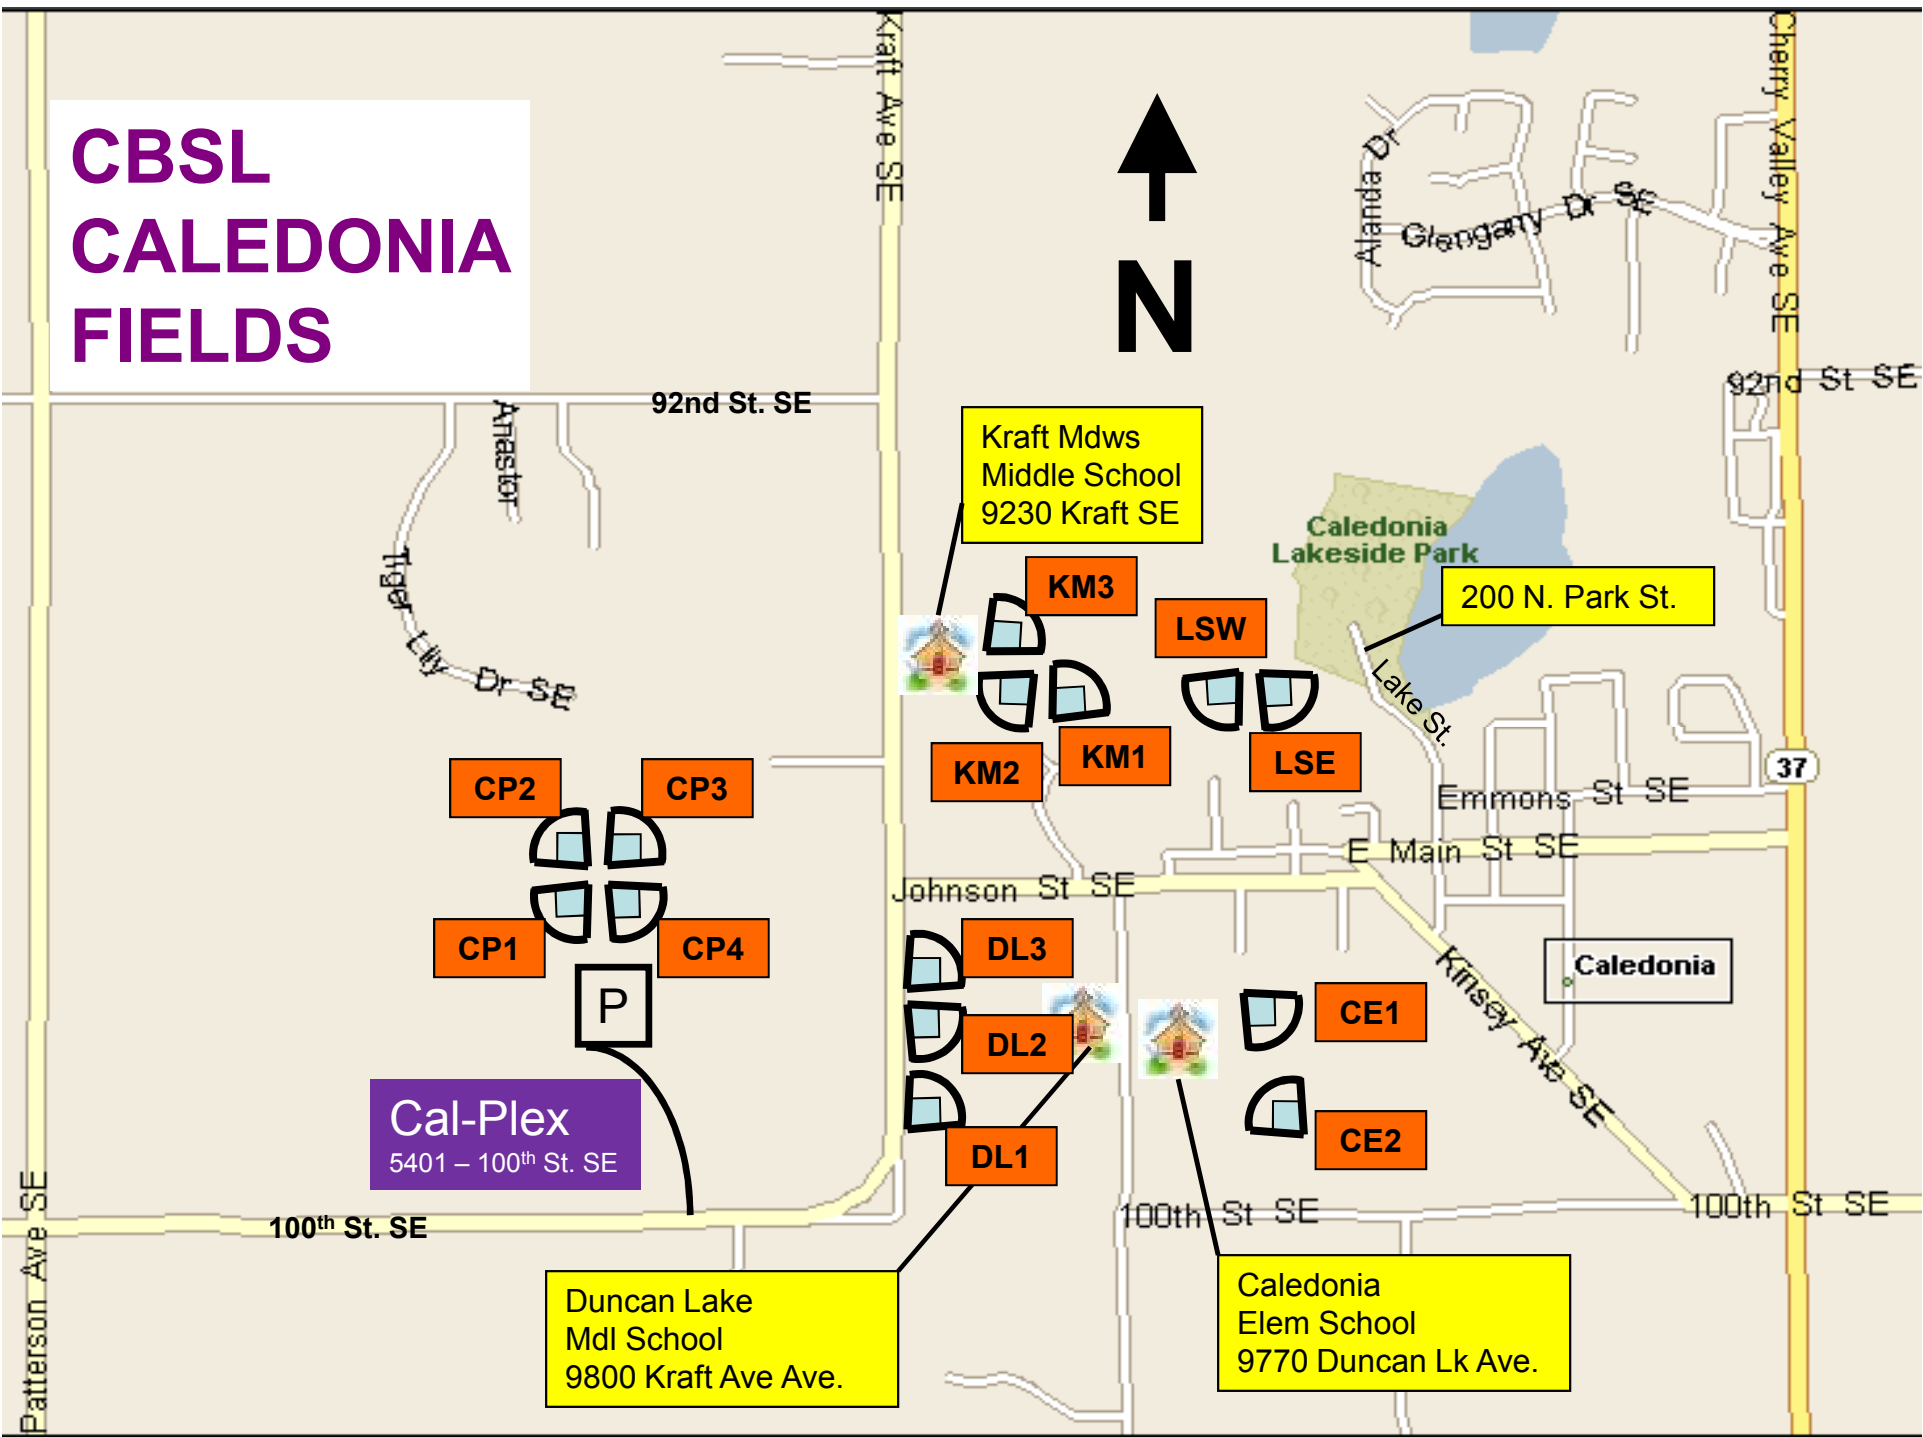 CBSL
CALEDONIA
FIELDS
Kraft Ave SE
Cherry Valley Ave SE
N
Alanda Dr
Glengany Dr SE
92nd St. SE
92nd St SE
Anastor
Tiger Lily Dr SE
Kraft Mdws
Middle School
9230 Kraft SE
Caledonia
Lakeside Park
KM3
LSW
200 N. Park St.
Lake St.
KM2
KM1
LSE
37
CP2
CP3
Emmons St SE
E Main St SE
Johnson St SE
CP1
CP4
DL3
Kinsey Ave SE
Caledonia
P
DL2
CE1
Cal-Plex
5401 – 100th St. SE
DL1
CE2
Patterson Ave SE
100th St. SE
100th St SE
100th St SE
Duncan Lake
Mdl School
9800 Kraft Ave Ave.
Caledonia
Elem School
9770 Duncan Lk Ave.